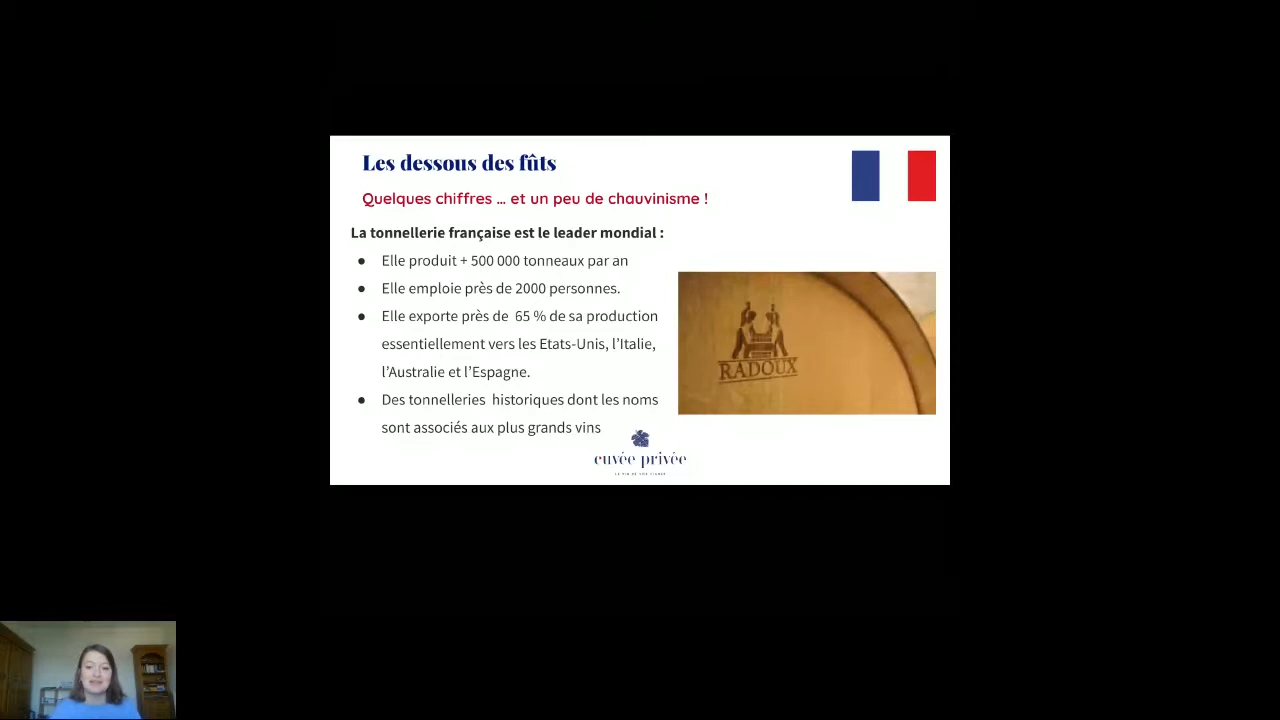 Les dessous des fûts
Quelques chiffres ... et un peu de chauvinisme !
La tonnellerie française est le leader mondial :
● Elle produit + 500 000 tonneaux par an
● Elle emploie près de 2000 personnes.
● Elle exporte près de 65 % de sa production
essentiellement vers les Etats-Unis, l'Italie,
l'Australie et l'Espagne.
● Des tonnelleries historiques dont les noms
sont associés aux plus grands vins
RADOUX
cuvée privée